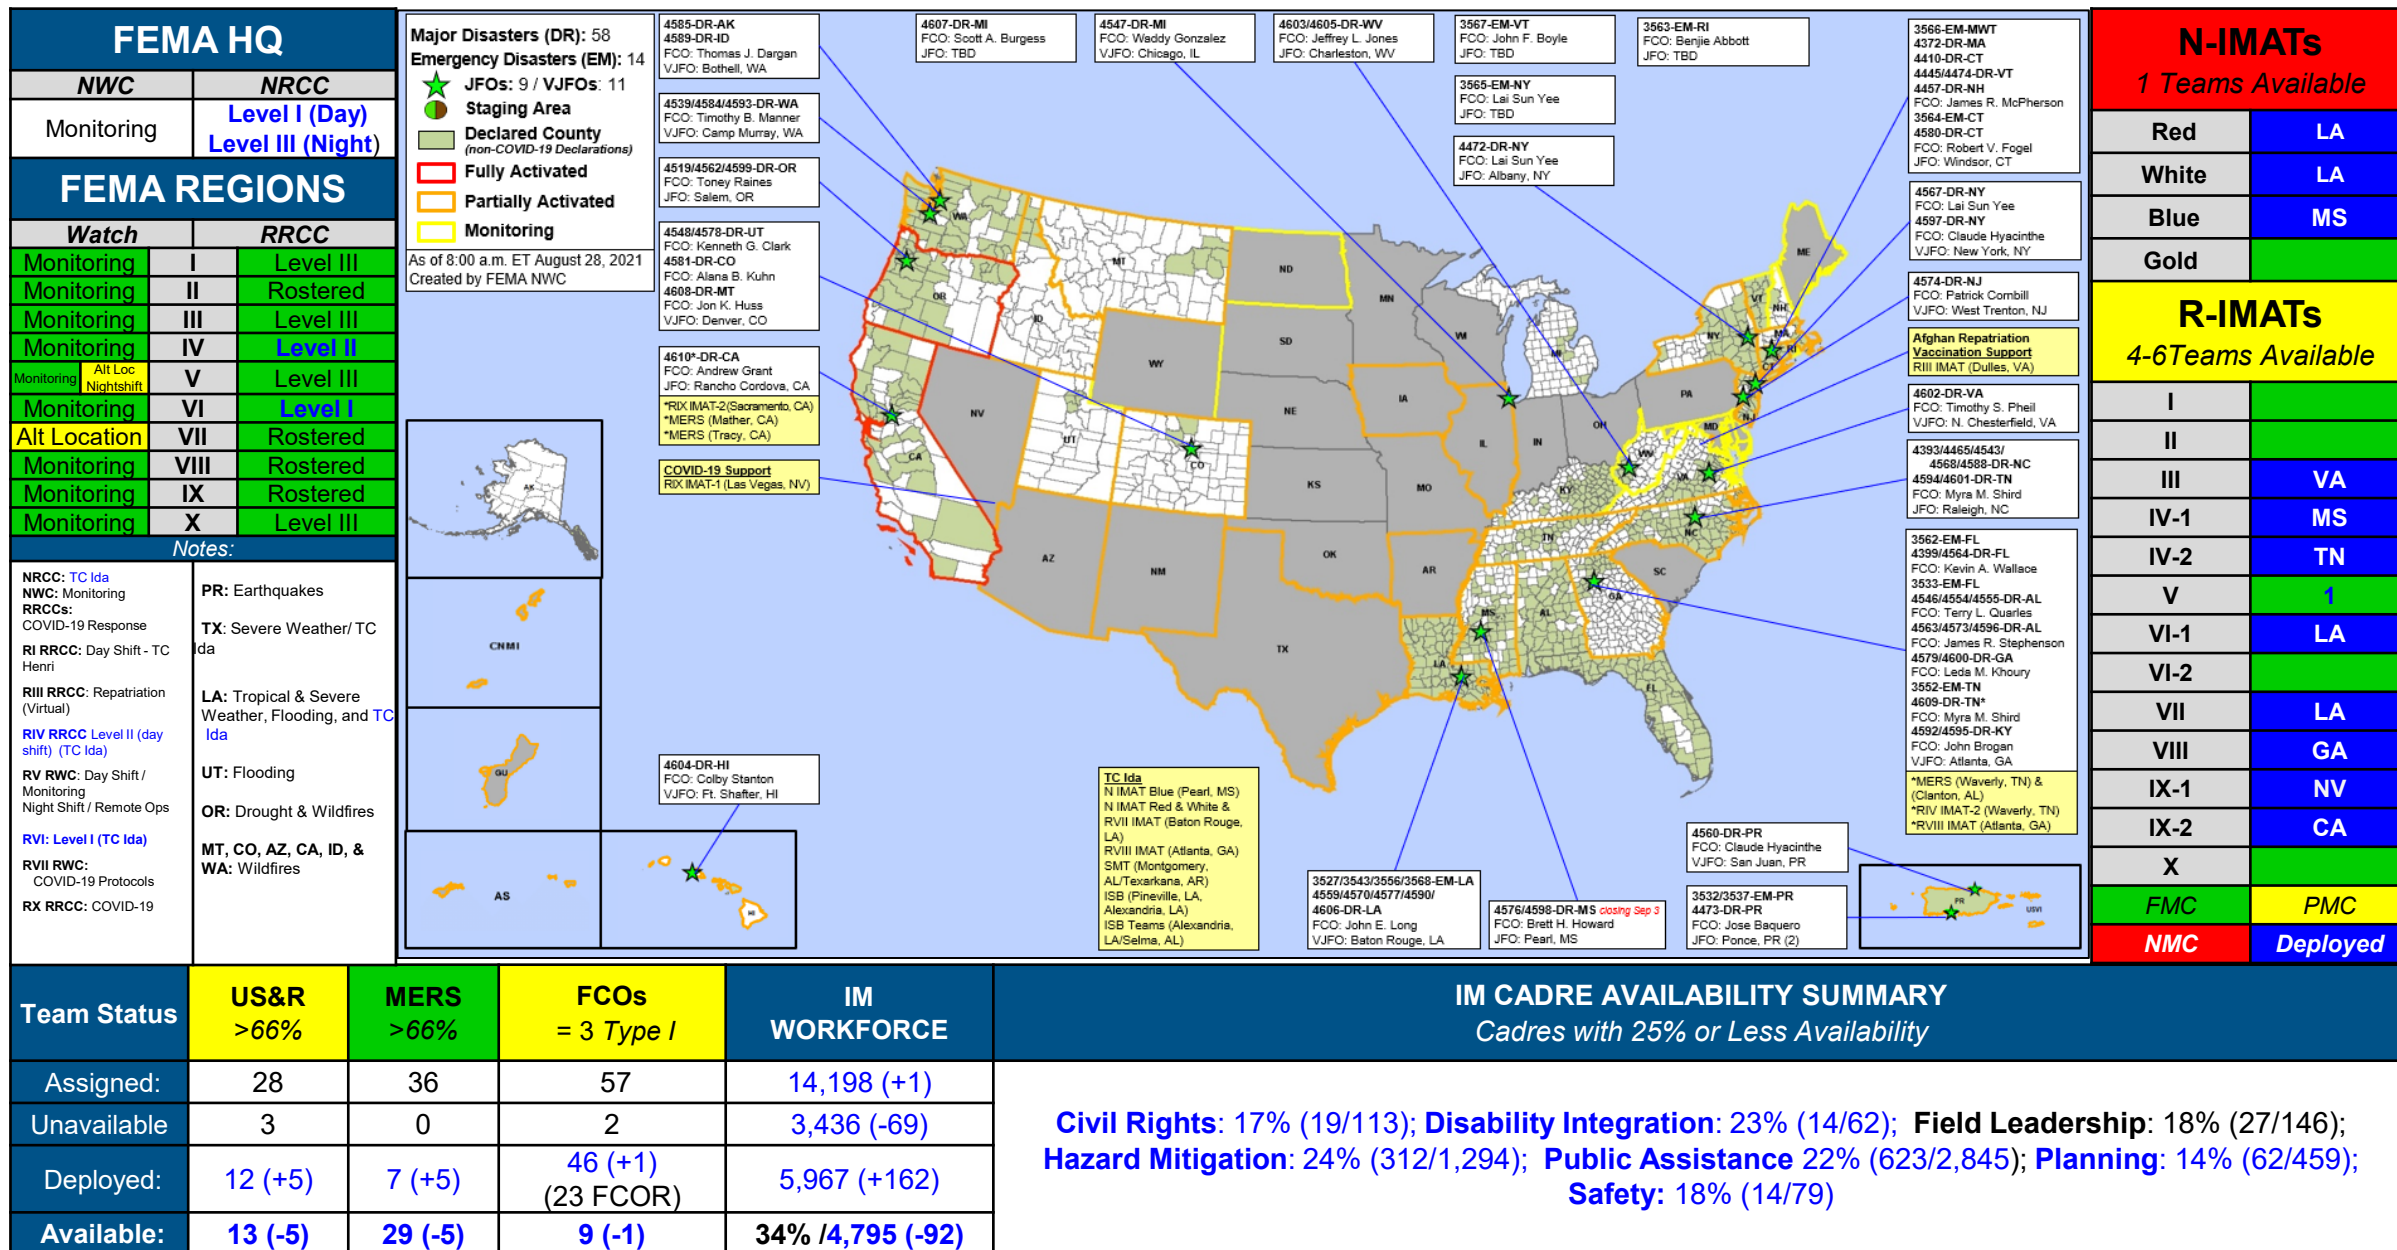 FEMA HQ
NWC NRCC
Monitoring Level I (Day)
Level III (Night)
FEMA REGIONS
Watch RRCC
Monitoring I Level III
Monitoring II Rostered
Monitoring III Level III
Monitoring IV Level II
Monitoring Alt Loc Nightshift V Level III
Monitoring VI Level I
Alt Location VII Rostered
Monitoring VIII Rostered
Monitoring IX Rostered
Monitoring X Level III
Notes:
NRCC: TC Ida
NWC: Monitoring
RRCCs:
COVID-19 Response
RI RRCC: Day Shift - TC
Henri
RIII RRCC: Repatriation
(Virtual)
RIV RRCC Level II (day
shift) (TC Ida)
RV RWC: Day Shift /
Monitoring
Night Shift / Remote Ops
RVI: Level I (TC Ida)
RVII RWC:
COVID-19 Protocols
RX RRCC: COVID-19
PR: Earthquakes
TX: Severe Weather/ TC
Ida
LA: Tropical & Severe
Weather, Flooding, and TC
Ida
UT: Flooding
OR: Drought & Wildfires
MT, CO, AZ, CA, ID, &
WA: Wildfires
Major Disasters (DR): 58
Emergency Disasters (EM): 14
JFOs: 9 / VJFOs: 11
Staging Area
Declared County
(non-COVID-19 Declarations)
Fully Activated
Partially Activated
Monitoring
As of 8:00 a.m. ET August 28, 2021
Created by FEMA NWC
4585-DR-AK
4589-DR-ID
FCO: Thomas J. Dargan
VJFO: Bothell, WA
4539/4584/4593-DR-WA
FCO: Timothy B. Manner
VJFO: Camp Murray, WA
4519/4562/4599-DR-OR
FCO: Toney Raines
JFO: Salem, OR
4548/4578-DR-UT
FCO: Kenneth G. Clark
4581-DR-CO
FCO: Alana B. Kuhn
4608-DR-MT
FCO: Jon K. Huss
VJFO: Denver, CO
4610*-DR-CA
FCO: Andrew Grant
JFO: Rancho Cordova, CA
*RIX IMAT-2(Sacramento, CA)
*MERS (Mather, CA)
*MERS (Tracy, CA)
COVID-19 Support
RIX IMAT-1 (Las Vegas, NV)
4604-DR-HI
FCO: Colby Stanton
VJFO: Ft. Shafter, HI
4607-DR-MI
FCO: Scott A. Burgess
JFO: TBD
4547-DR-MI
FCO: Waddy Gonzalez
VJFO: Chicago, IL
4603/4605-DR-WV
FCO: Jeffrey L. Jones
JFO: Charleston, WV
3567-EM-VT
FCO: John F. Boyle
JFO: TBD
3565-EM-NY
FCO: Lai Sun Yee
JFO: TBD
4472-DR-NY
FCO: Lai Sun Yee
JFO: Albany, NY
3563-EM-RI
FCO: Benjie Abbott
JFO: TBD
3566-EM-MWT
4372-DR-MA
4410-DR-CT
4445/4474-DR-VT
4457-DR-NH
FCO: James R. McPherson
3564-EM-CT
4580-DR-CT
FCO: Robert V. Fogel
JFO: Windsor, CT
4567-DR-NY
FCO: Lai Sun Yee
4597-DR-NY
FCO: Claude Hyacinthe
VJFO: New York, NY
4574-DR-NJ
FCO: Patrick Cornbill
VJFO: West Trenton, NJ
Afghan Repatriation
Vaccination Support
RIII IMAT (Dulles, VA)
4602-DR-VA
FCO: Timothy S. Pheil
VJFO: N. Chesterfield, VA
4393/4465/4543/
4568/4588-DR-NC
4594/4601-DR-TN
FCO: Myra M. Shird
JFO: Raleigh, NC
3562-EM-FL
4399/4564-DR-FL
FCO: Kevin A. Wallace
3533-EM-FL
4546/4554/4555-DR-AL
FCO: Terry L. Quarles
4563/4573/4596-DR-AL
FCO: James R. Stephenson
4579/4600-DR-GA
FCO: Leda M. Khoury
3552-EM-TN
4609-DR-TN*
FCO: Myra M. Shird
4592/4595-DR-KY
FCO: John Brogan
VJFO: Atlanta, GA
*MERS (Waverly, TN) &
(Clanton, AL)
*RIV IMAT-2 (Waverly, TN)
*RVIII IMAT (Atlanta, GA)
WA
OR
MT
ID
ND
MN
SD
WY
NV
CA
UT
CO
NE
KS
IA
MO
WI
MI
IL
IN
OH
PA
NY
VT
NH
ME
MA
RI
CT
NJ
MD
WV
VA
KY
TN
NC
SC
GA
AL
MS
LA
AR
OK
TX
NM
AZ
FL
AK
CNMI
GU
AS
HI
PR
USVI
TC Ida
N IMAT Blue (Pearl, MS)
N IMAT Red & White &
RVII IMAT (Baton Rouge,
LA)
RVIII IMAT (Atlanta, GA)
SMT (Montgomery,
AL/Texarkana, AR)
ISB (Pineville, LA,
Alexandria, LA)
ISB Teams (Alexandria,
LA/Selma, AL)
3527/3543/3556/3568-EM-LA
4559/4570/4577/4590/
4606-DR-LA
FCO: John E. Long
VJFO: Baton Rouge, LA
4576/4598-DR-MS closing Sep 3
FCO: Brett H. Howard
JFO: Pearl, MS
4560-DR-PR
FCO: Claude Hyacinthe
VJFO: San Juan, PR
3532/3537-EM-PR
4473-DR-PR
FCO: Jose Baquero
JFO: Ponce, PR (2)
N-IMATs
1 Teams Available
Red LA
White LA
Blue MS
Gold
R-IMATs
4-6Teams Available
I
II
III VA
IV-1 MS
IV-2 TN
V 1
VI-1 LA
VI-2
VII LA
VIII GA
IX-1 NV
IX-2 CA
X
FMC PMC
NMC Deployed
Team Status US&R >66% MERS >66% FCOs = 3 Type I IM WORKFORCE
Assigned: 28 36 57 14,198 (+1)
Unavailable 3 0 2 3,436 (-69)
Deployed: 12 (+5) 7 (+5) 46 (+1) (23 FCOR) 5,967 (+162)
Available: 13 (-5) 29 (-5) 9 (-1) 34% /4,795 (-92)
IM CADRE AVAILABILITY SUMMARY
Cadres with 25% or Less Availability
Civil Rights: 17% (19/113); Disability Integration: 23% (14/62); Field Leadership: 18% (27/146);
Hazard Mitigation: 24% (312/1,294); Public Assistance 22% (623/2,845); Planning: 14% (62/459);
Safety: 18% (14/79)